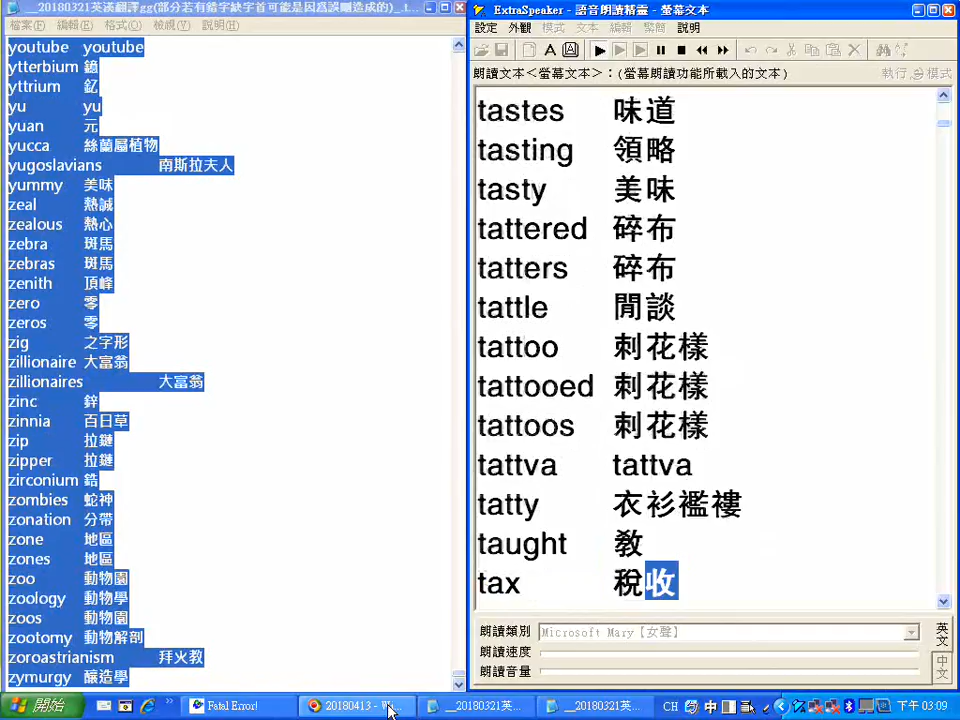 __20180321英漢翻譯gg(部分若有錯字缺字首可能是因爲誤刪造成的)_.t...
檔案(F) 編輯(E) 格式(O) 檢視(V) 說明(H)
youtube youtube
ytterbium 鐿
yttrium 釔
yu yu
yuan 元
yucca 絲蘭屬植物
yugoslavians 南斯拉夫人
yummy 美味
zeal 熱誠
zealous 熱心
zebra 斑馬
zebras 斑馬
zenith 頂峰
zero 零
zeros 零
zig 之字形
zillionaire 大富翁
zillionaires 大富翁
zinc 鋅
zinnia 百日草
zip 拉鏈
zipper 拉鏈
zirconium 鋯
zombies 蛇神
zonation 分帶
zone 地區
zones 地區
zoo 動物園
zoology 動物學
zoos 動物園
zootomy 動物解剖
zoroastrianism 拜火教
zymurgy 釀造學
ExtraSpeaker - 語音朗讀精靈 - 螢幕文本
設定 外觀 模式 文本 編輯 繁簡 說明
朗讀文本<螢幕文本>：(螢幕朗讀功能所載入的文本) 執行 模式
tastes 味道
tasting 領略
tasty 美味
tattered 碎布
tatters 碎布
tattle 閒談
tattoo 刺花樣
tattooed 刺花樣
tattoos 刺花樣
tattva tattva
tatty 衣衫襤褸
taught 教
tax 稅收
朗讀類別 Microsoft Mary【女聲】
朗讀速度
朗讀音量
英文
中文
開始 Fatal Error! 20180413 - __20180321英... __20180321英... CH 中 下午 03:09